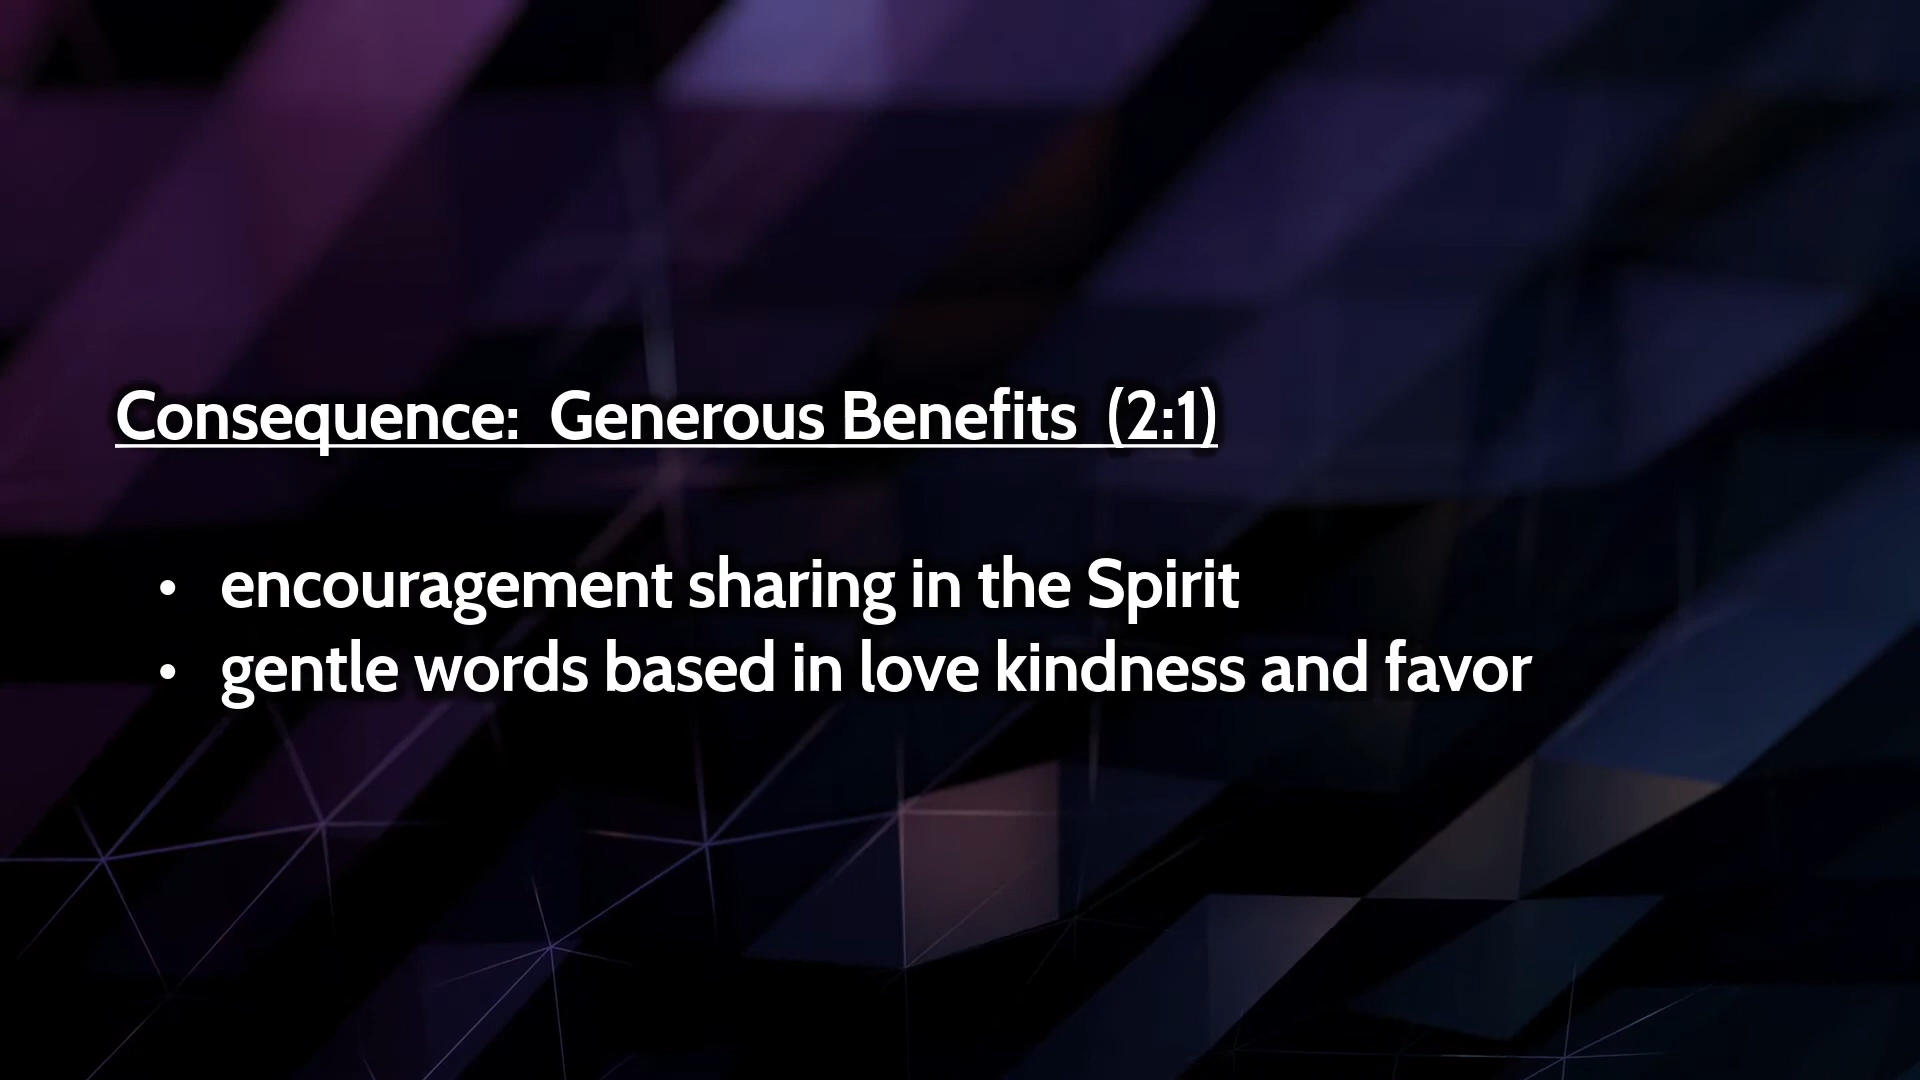 Consequence:  Generous Benefits  (2:1)
• encouragement sharing in the Spirit
• gentle words based in love kindness and favor